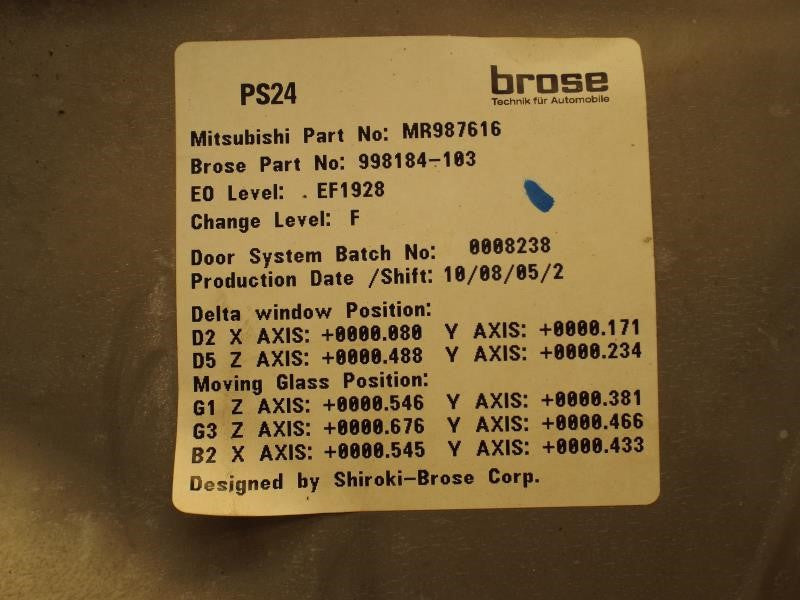 PS24
brose
Technik für Automobile
Mitsubishi Part No: MR987616
Brose Part No: 998184-103
EO Level: . EF1928
Change Level: F
Door System Batch No: 0008238
Production Date /Shift: 10/08/05/2
Delta window Position:
D2 X AXIS: +0000.080 Y AXIS: +0000.171
D5 Z AXIS: +0000.488 Y AXIS: +0000.234
Moving Glass Position:
G1 Z AXIS: +0000.546 Y AXIS: +0000.381
G3 Z AXIS: +0000.676 Y AXIS: +0000.466
B2 X AXIS: +0000.545 Y AXIS: +0000.433
Designed by Shiroki-Brose Corp.